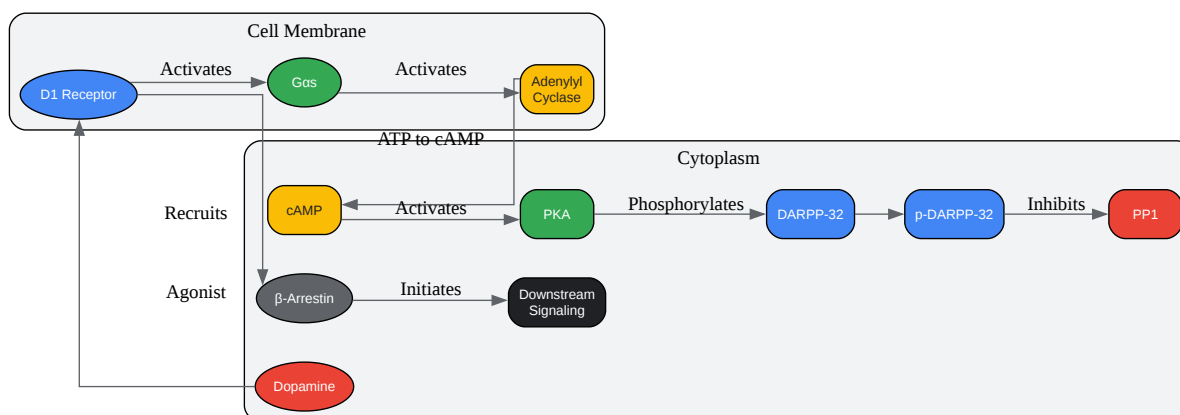 Cell Membrane
D1 Receptor
Activates
Gαs
Activates
Adenylyl
Cyclase
ATP to cAMP
Cytoplasm
Recruits
cAMP
Activates
PKA
Phosphorylates
DARPP-32
p-DARPP-32
Inhibits
PP1
Agonist
β-Arrestin
Initiates
Downstream
Signaling
Dopamine